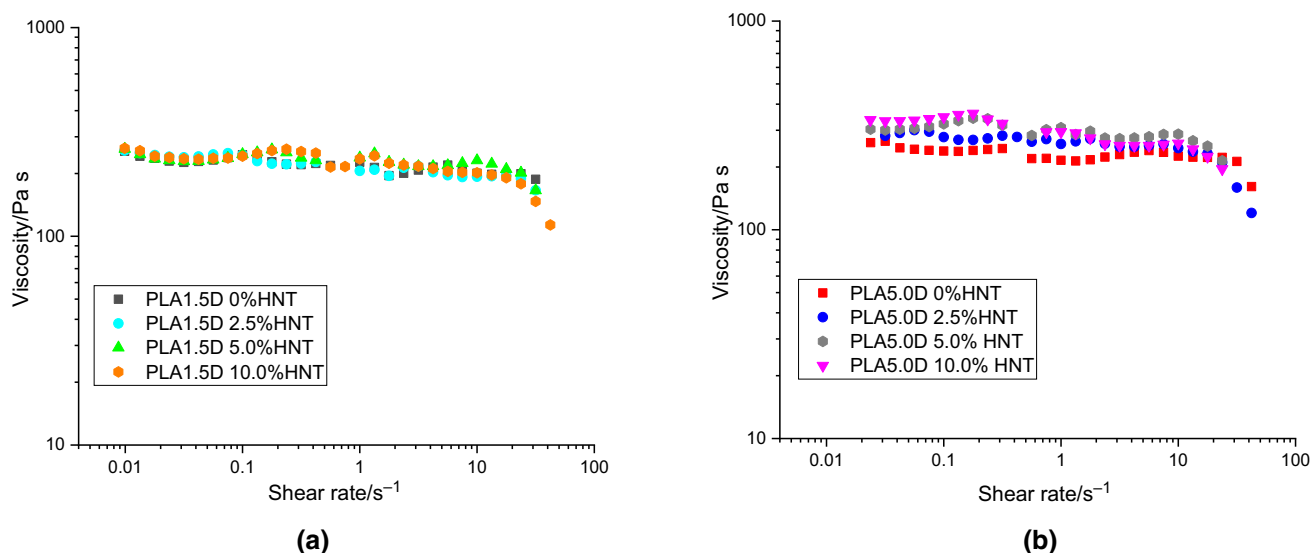 1000
100
10
Viscosity/Pa s
PLA1.5D 0%HNT
PLA1.5D 2.5%HNT
PLA1.5D 5.0%HNT
PLA1.5D 10.0%HNT
0.01 0.1 1 10 100
Shear rate/s⁻¹
(a)
1000
100
10
Viscosity/Pa s
PLA5.0D 0%HNT
PLA5.0D 2.5%HNT
PLA5.0D 5.0% HNT
PLA5.0D 10.0% HNT
0.01 0.1 1 10 100
Shear rate/s⁻¹
(b)